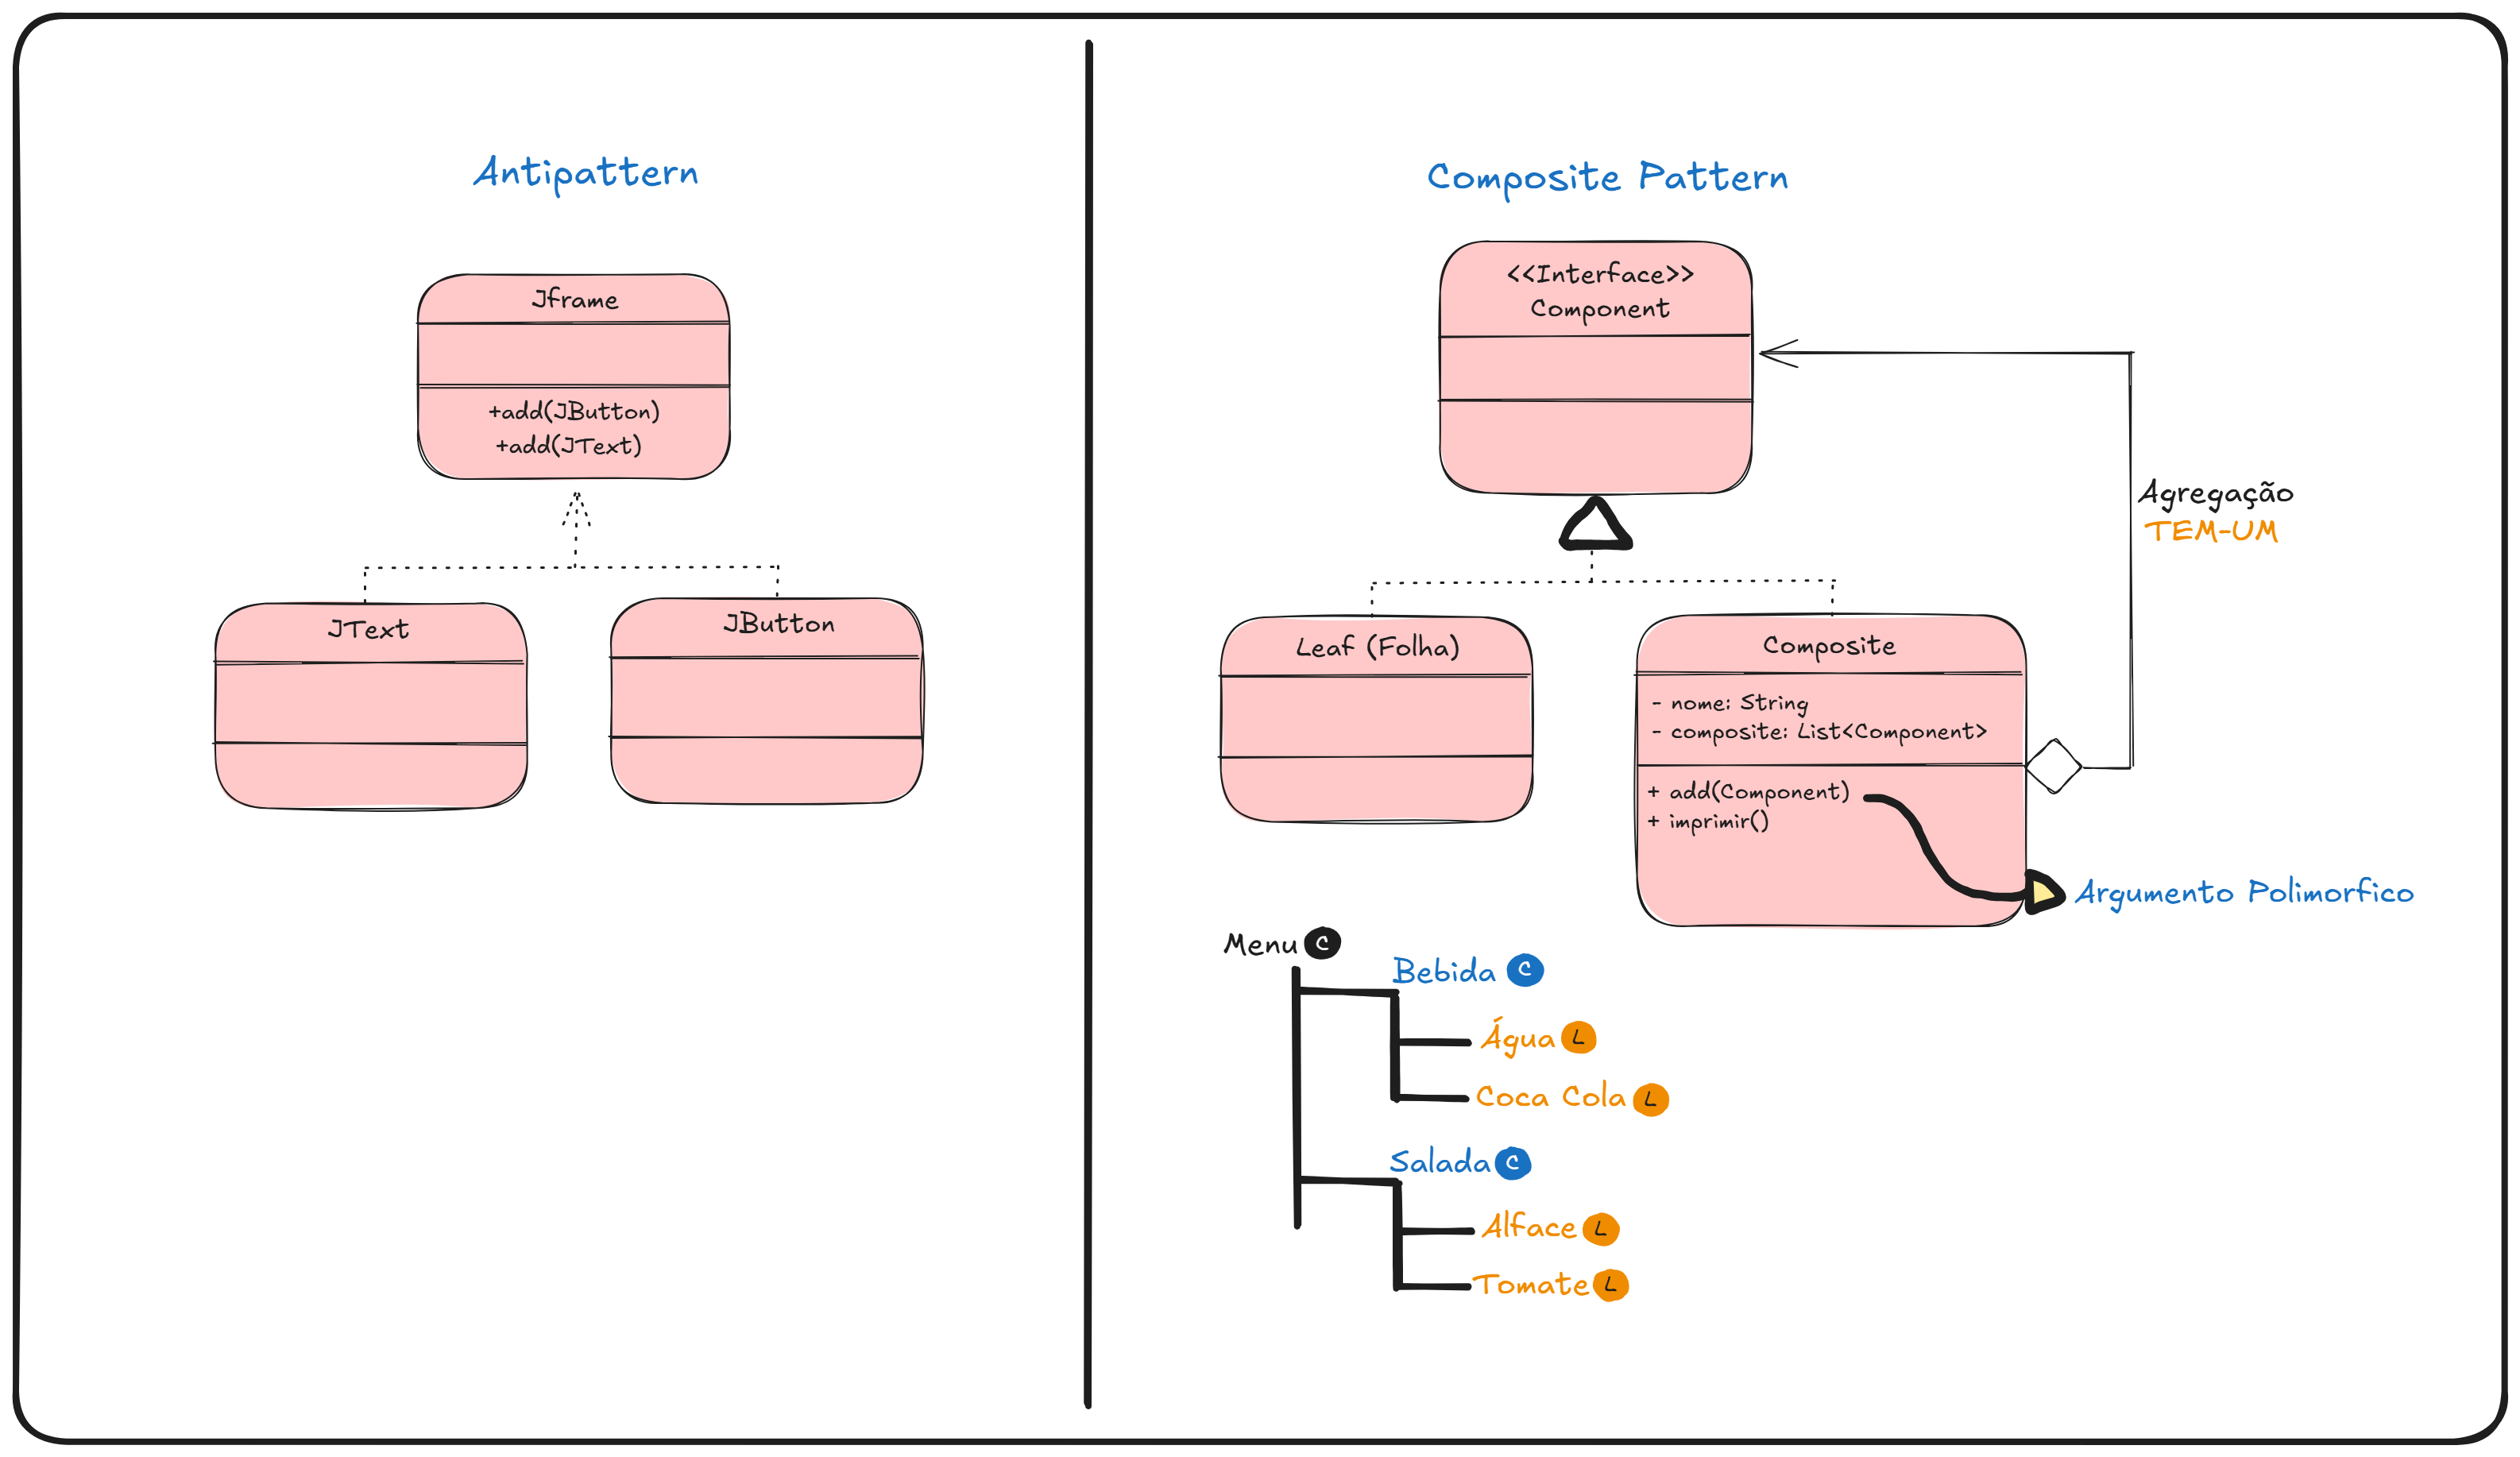 Antipattern
Jframe
+add(JButton)
+add(JText)
JText
JButton
Composite Pattern
<<Interface>>
Component
Agregação
TEM-UM
Leaf (Folha)
Composite
- nome: String
- composite: List<Component>
+ add(Component)
+ imprimir()
Argumento Polimorfico
Menu C
Bebida C
Água L
Coca Cola L
Salada C
Alface L
Tomate L